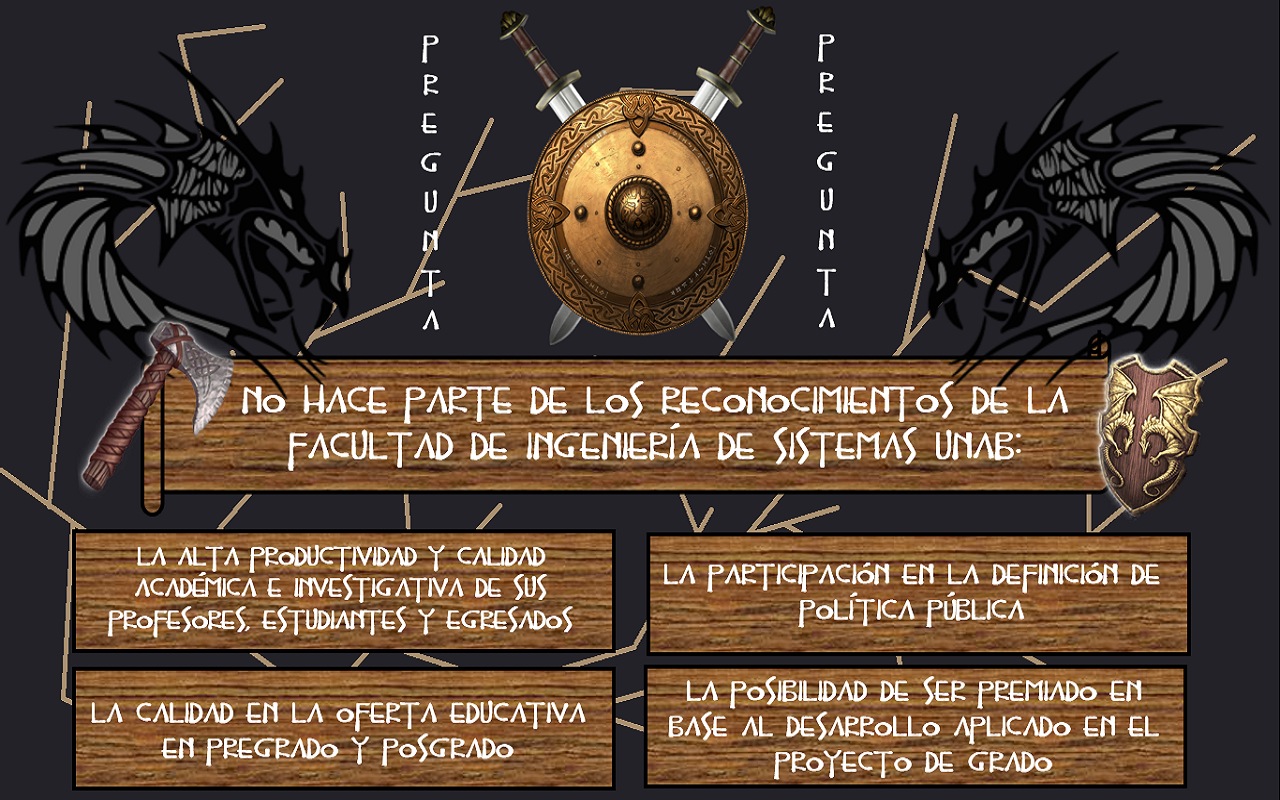 PREGUNTA
PREGUNTA
NO HACE PARTE DE LOS RECONOCIMIENTOS DE LA
FACULTAD DE INGENIERÍA DE SISTEMAS UNAB:
LA ALTA PRODUCTIVIDAD Y CALIDAD
ACADÉMICA E INVESTIGATIVA DE SUS
PROFESORES, ESTUDIANTES Y EGRESADOS
LA PARTICIPACIÓN EN LA DEFINICIÓN DE
POLÍTICA PÚBLICA
LA CALIDAD EN LA OFERTA EDUCATIVA
EN PREGRADO Y POSGRADO
LA POSIBILIDAD DE SER PREMIADO EN
BASE AL DESARROLLO APLICADO EN EL
PROYECTO DE GRADO